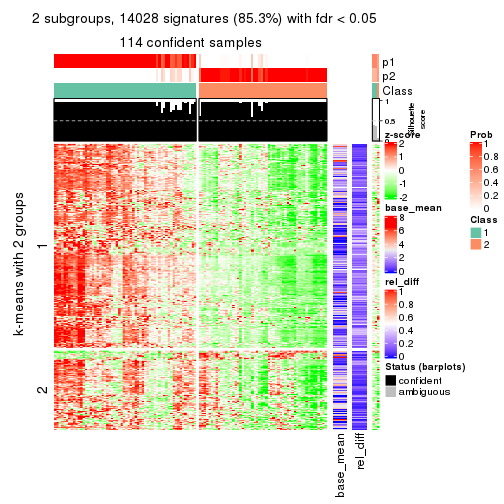 2 subgroups, 14028 signatures (85.3%) with fdr < 0.05
114 confident samples
p1
p2
Class
1
0.5
0
Silhouette
score
k-means with 2 groups
1
2
base_mean
rel_diff
z-score
2
1
0
-1
-2
base_mean
8
6
4
2
0
rel_diff
1
0.8
0.6
0.4
0.2
0
Status (barplots)
confident
ambiguous
Prob
1
0.8
0.6
0.4
0.2
0
Class
1
2